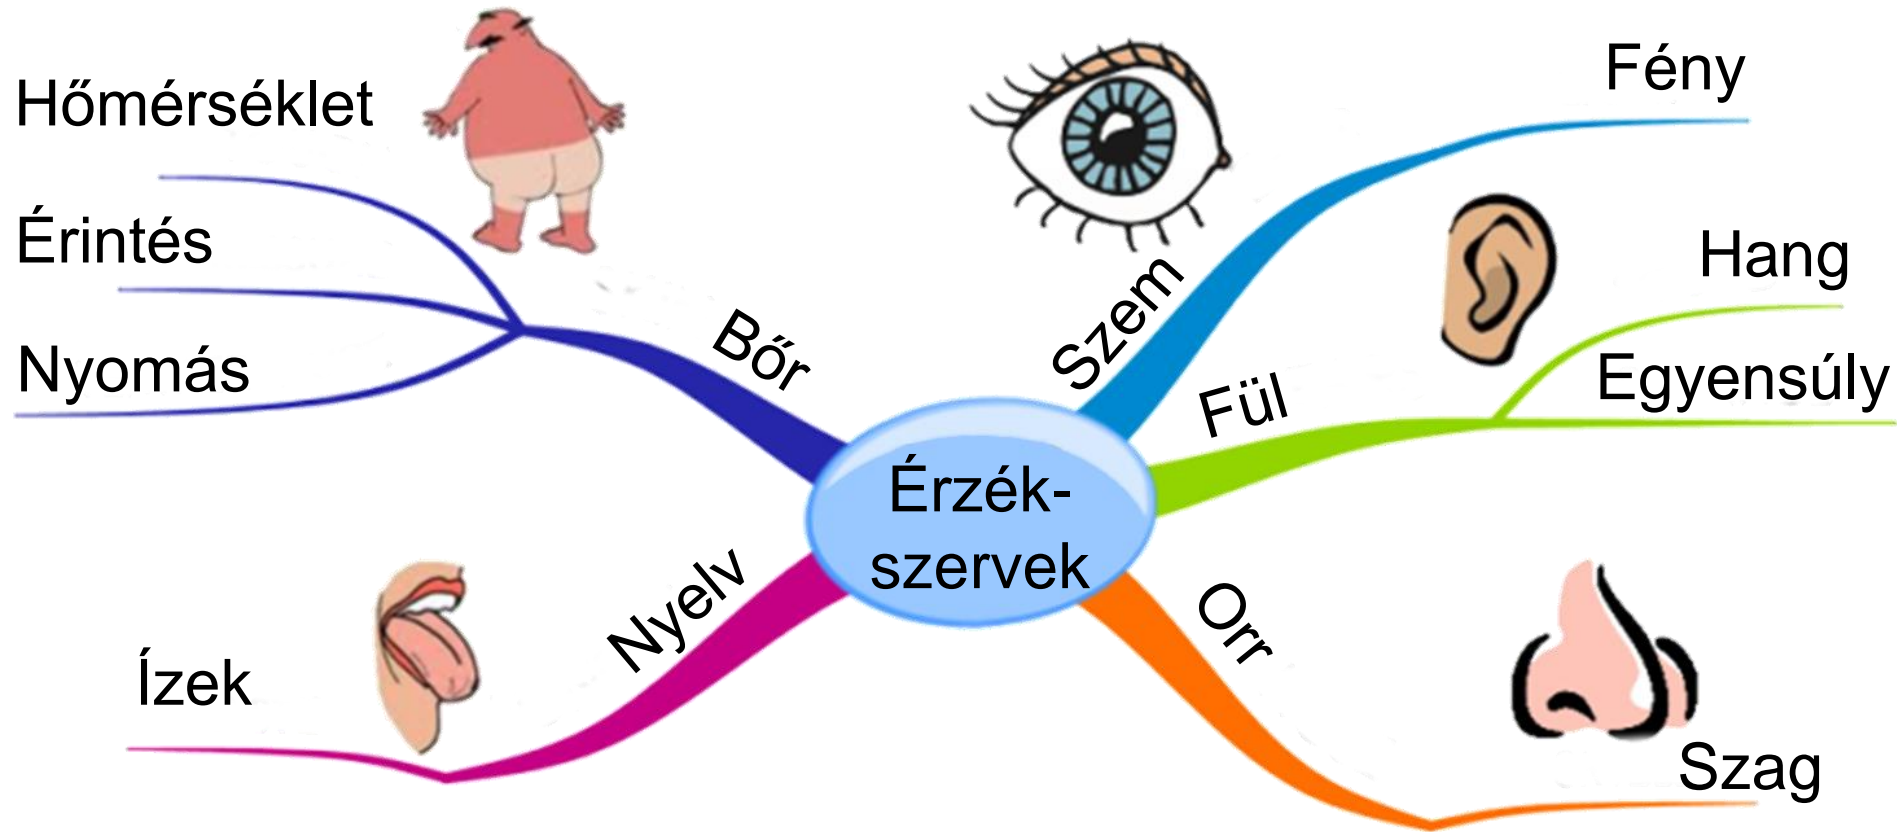 Hőmérséklet
Érintés
Nyomás
Bőr
Szem
Fény
Fül
Hang
Egyensúly
Érzék-
szervek
Nyelv
Ízek
Orr
Szag